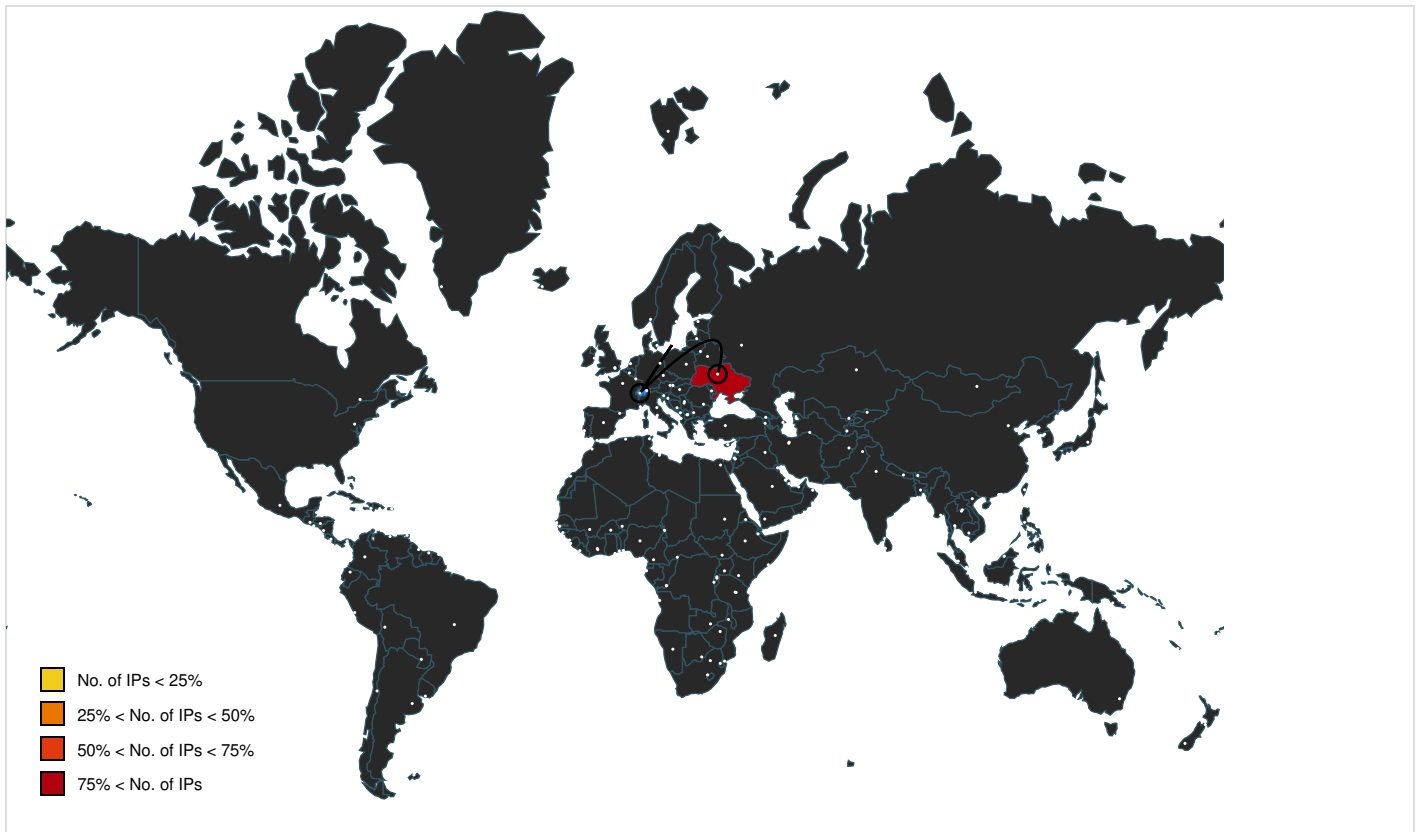 No. of IPs < 25%
25% < No. of IPs < 50%
50% < No. of IPs < 75%
75% < No. of IPs